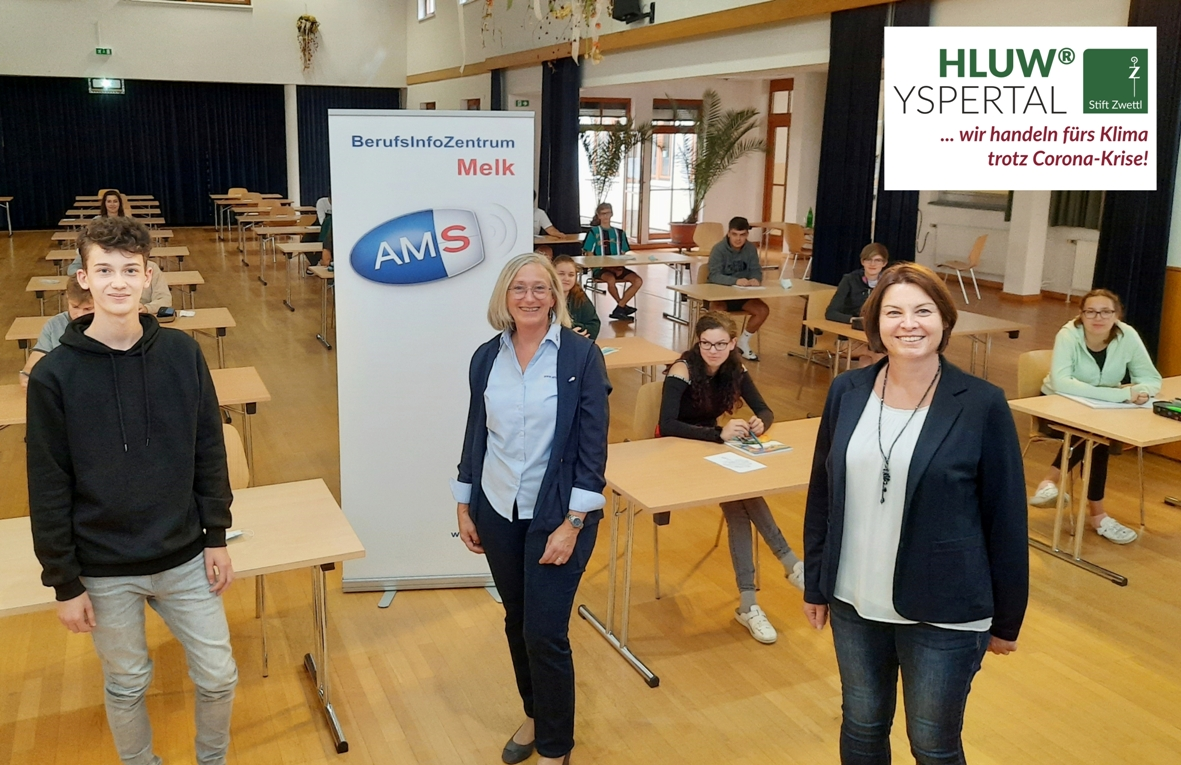 HLUW®
YSPERTAL
Stift Zwettl
... wir handeln fürs Klima
trotz Corona-Krise!
BerufsInfoZentrum
Melk
AMS